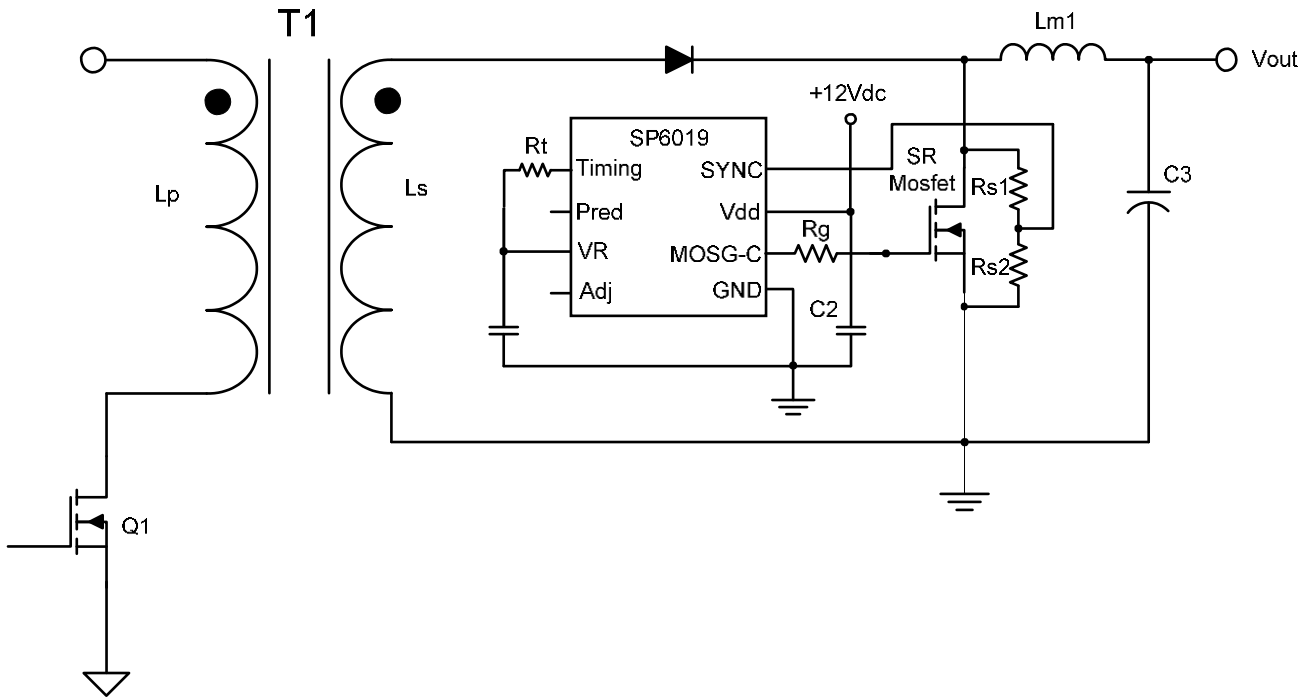 T1
Lm1
Vout
+12Vdc
SP6019
Rt
Timing
SYNC
SR
Mosfet
Rs1
C3
Lp
Ls
Pred
Vdd
Rg
VR
MOSG-C
Rs2
Adj
GND
C2
Q1